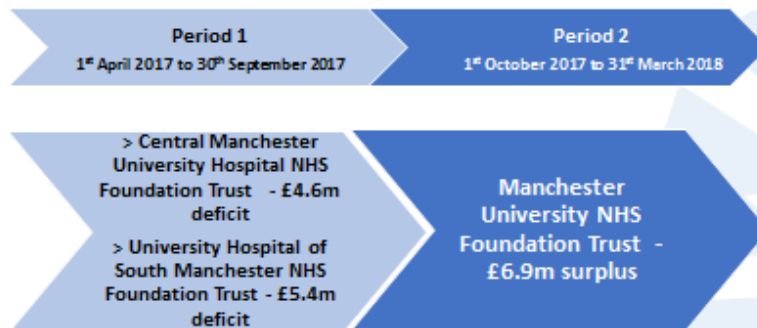 Period 1
1st April 2017 to 30th September 2017
Period 2
1st October 2017 to 31st March 2018
> Central Manchester
University Hospital NHS
Foundation Trust - £4.6m
deficit
> University Hospital of
South Manchester NHS
Foundation Trust - £5.4m
deficit
Manchester
University NHS
Foundation Trust -
£6.9m surplus